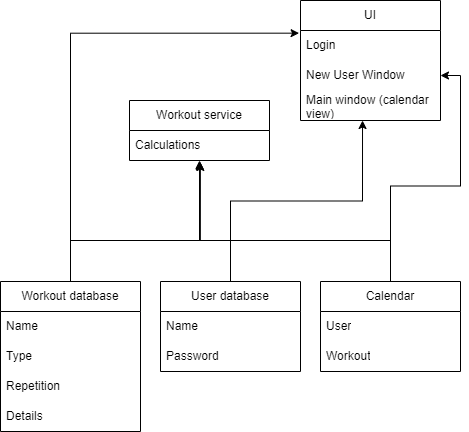 UI
Login
New User Window
Main window (calendar
view)
Workout service
Calculations
Workout database
Name
Type
Repetition
Details
User database
Name
Password
Calendar
User
Workout